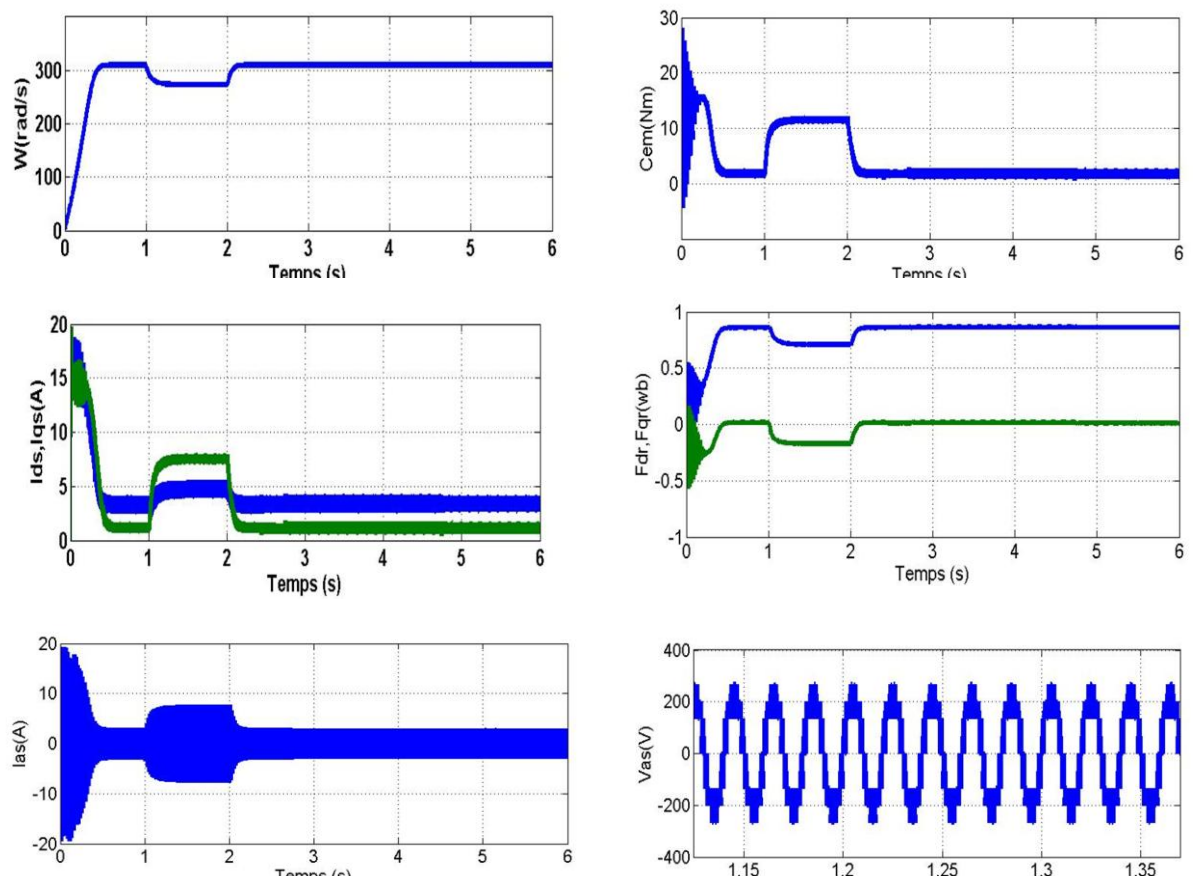 W(rad/s)
300
200
100
0
0 1 2 3 4 5 6
Temps (s)
Cem(Nm)
30
20
10
0
0 1 2 3 4 5 6
Temps (s)
Ids,Iqs(A)
20
15
10
5
0
0 1 2 3 4 5 6
Temps (s)
Fdr,Fqr(wb)
1
0.5
0
-0.5
-1
0 1 2 3 4 5 6
Temps (s)
Ias(A)
20
10
0
-10
-20
0 1 2 3 4 5 6
Temps (s)
Vas(V)
400
200
0
-200
-400
1.15 1.2 1.25 1.3 1.35